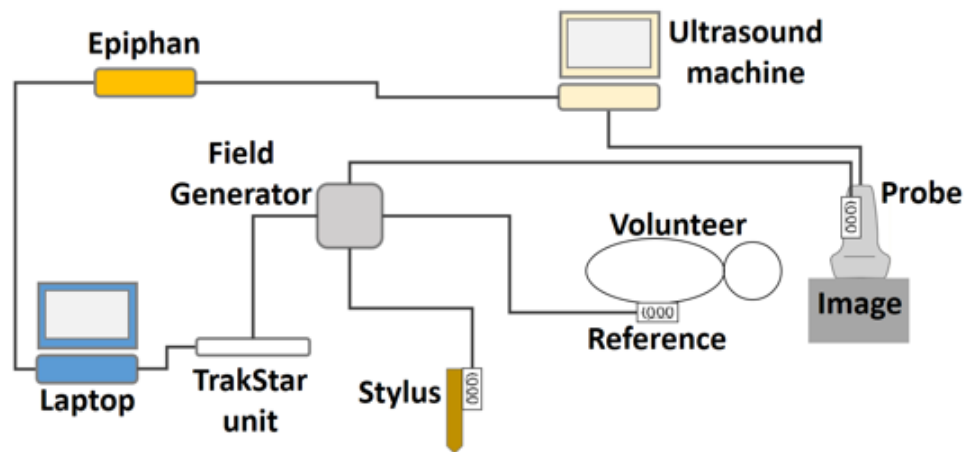 Epiphan
Ultrasound
machine
Field
Generator
Probe
Volunteer
Image
Reference
Laptop
TrakStar
unit
Stylus